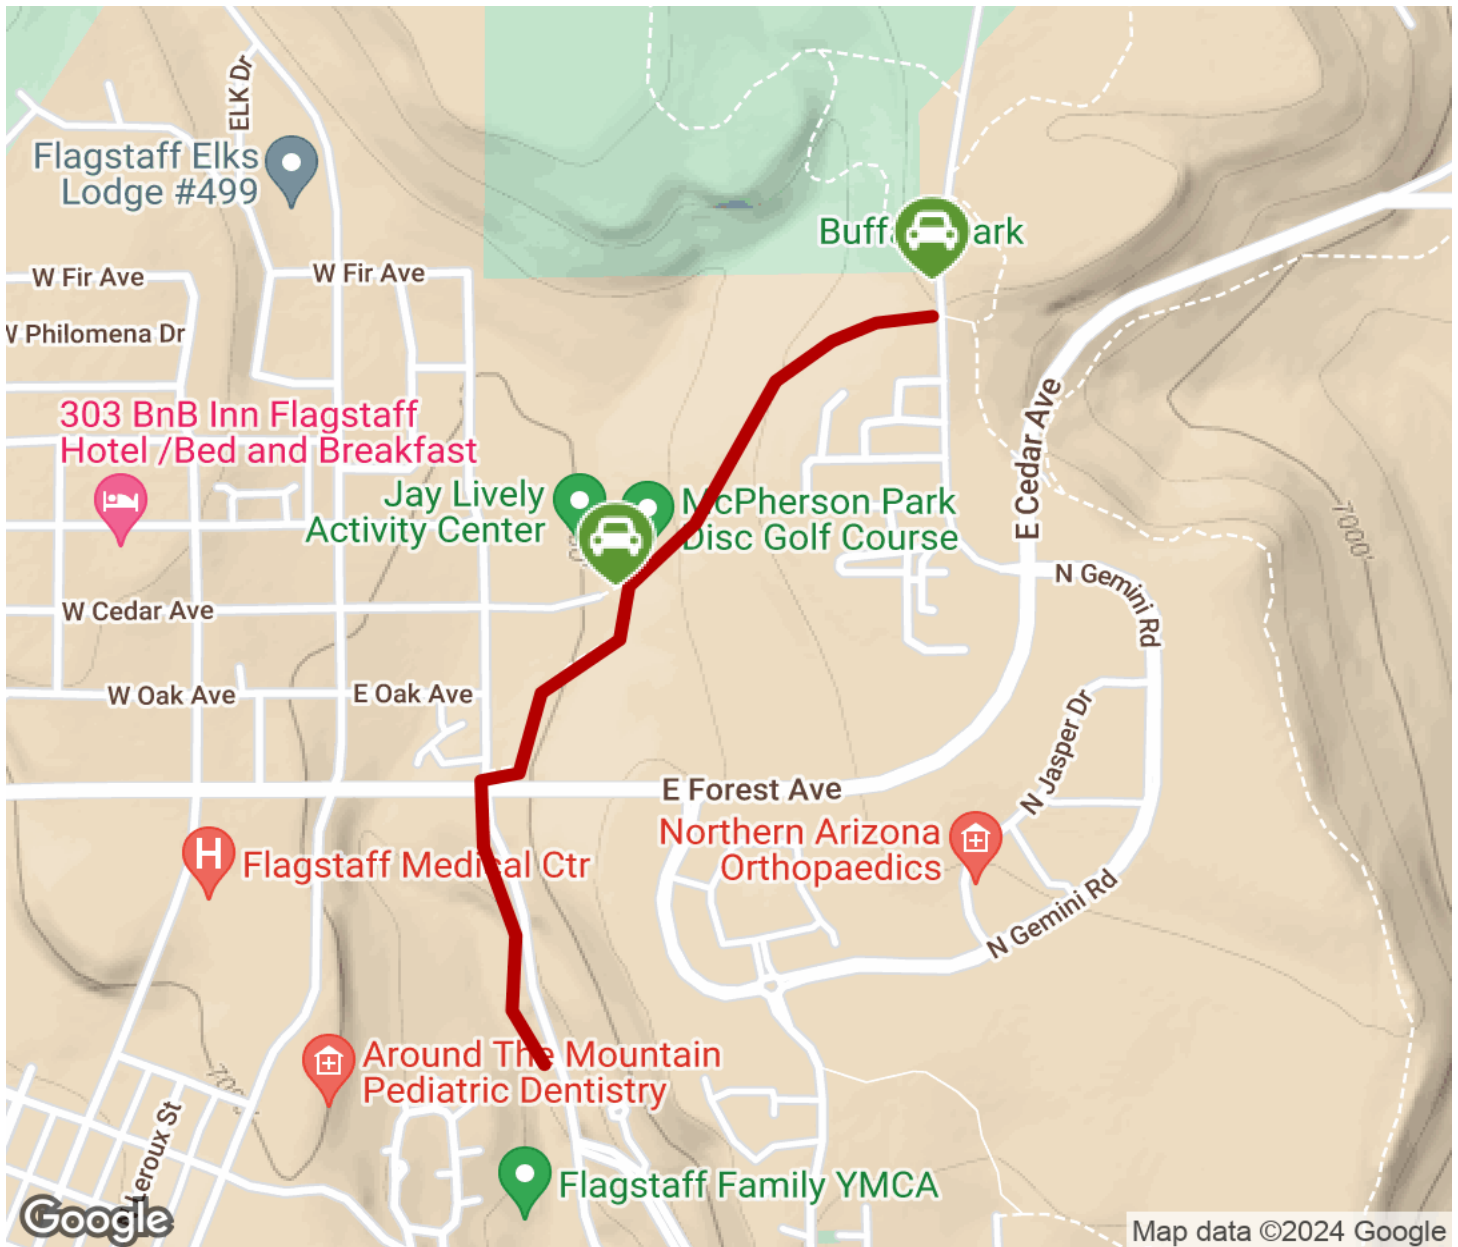 ELK Dr
Flagstaff Elks
Lodge #499
W Fir Ave
W Fir Ave
Buff
ark
W Philomena Dr
303 BnB Inn Flagstaff
Hotel /Bed and Breakfast
E Cedar Ave
Jay Lively
Activity Center
McPherson Park
Disc Golf Course
7000'
W Cedar Ave
N Gemini Rd
W Oak Ave
E Oak Ave
N Jasper Dr
E Forest Ave
Northern Arizona
Orthopaedics
H
Flagstaff Medical Ctr
N Gemini Rd
Around The Mountain
Pediatric Dentistry
Leroux St
Flagstaff Family YMCA
Google
Map data ©2024 Google